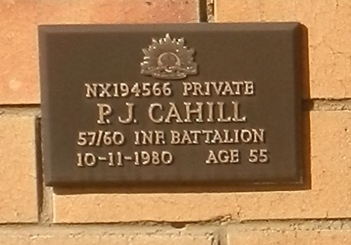 NX194566 PRIVATE
P. J. CAHILL
57/60 INF. BATTALION
10-11-1980 AGE 55